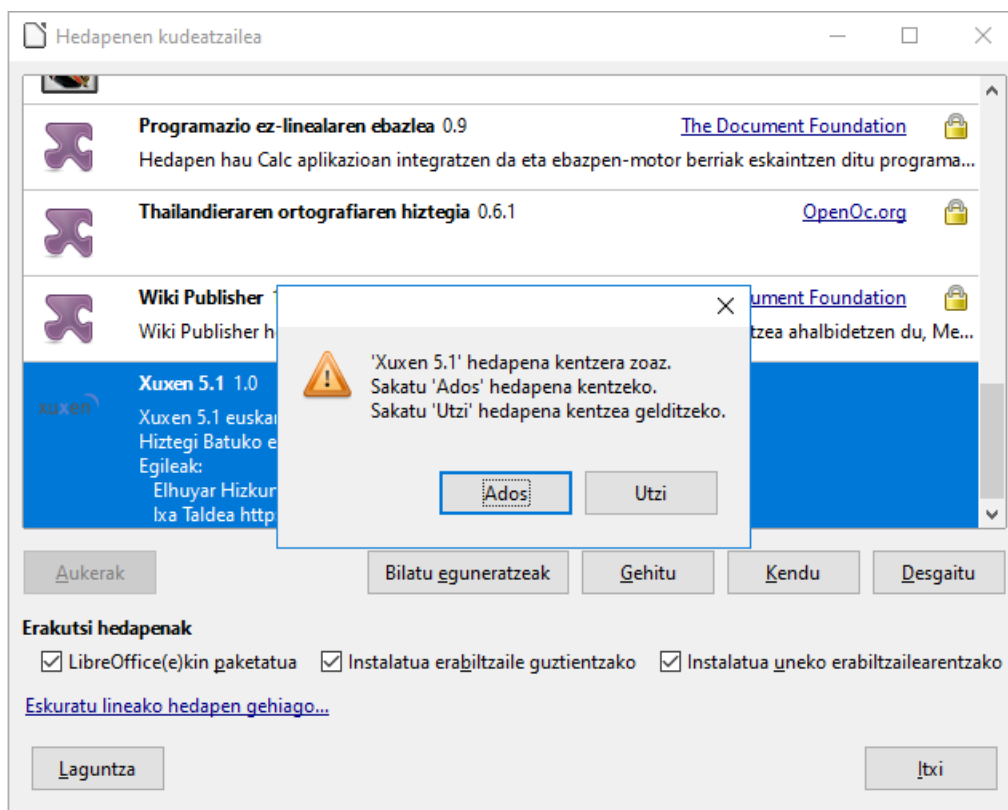 Hedapenen kudeatzailea
Programazio ez-linealaren ebazlea 0.9 The Document Foundation
Hedapen hau Calc aplikazioan integratzen da eta ebazpen-motor berriak eskaintzen ditu programa...
Thailandieraren ortografiaren hiztegia 0.6.1 OpenOc.org
Wiki Publisher ument Foundation
Wiki Publisher h tzea ahalbidetzen du, Me...
'Xuxen 5.1' hedapena kentzera zoaz.
Sakatu 'Ados' hedapena kentzeko.
Sakatu 'Utzi' hedapena kentzea gelditzeko.
Ados Utzi
xuxen
Xuxen 5.1 1.0
Xuxen 5.1 euskar
Hiztegi Batuko e
Egileak:
Elhuyar Hizkun
Ixa Taldea http
Aukerak Bilatu eguneratzeak Gehitu Kendu Desgaitu
Erakutsi hedapenak
LibreOffice(e)kin paketatua Instalatua erabiltzaile guztientzako Instalatua uneko erabiltzailearentzako
Eskuratu lineako hedapen gehiago...
Laguntza Itxi